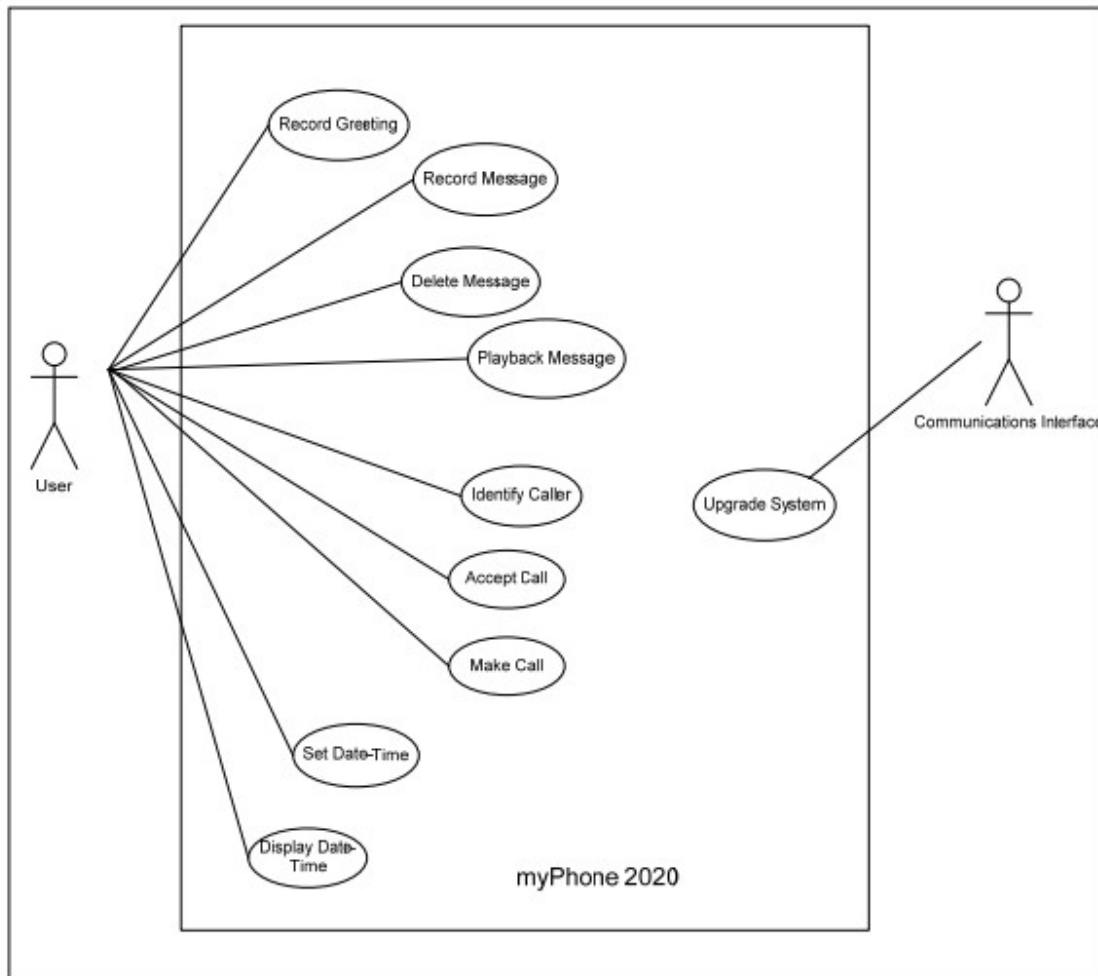 Record Greeting
Record Message
Delete Message
Playback Message
User
Communications Interface
Identify Caller
Upgrade System
Accept Call
Make Call
Set Date-Time
Display Date-
Time
myPhone 2020